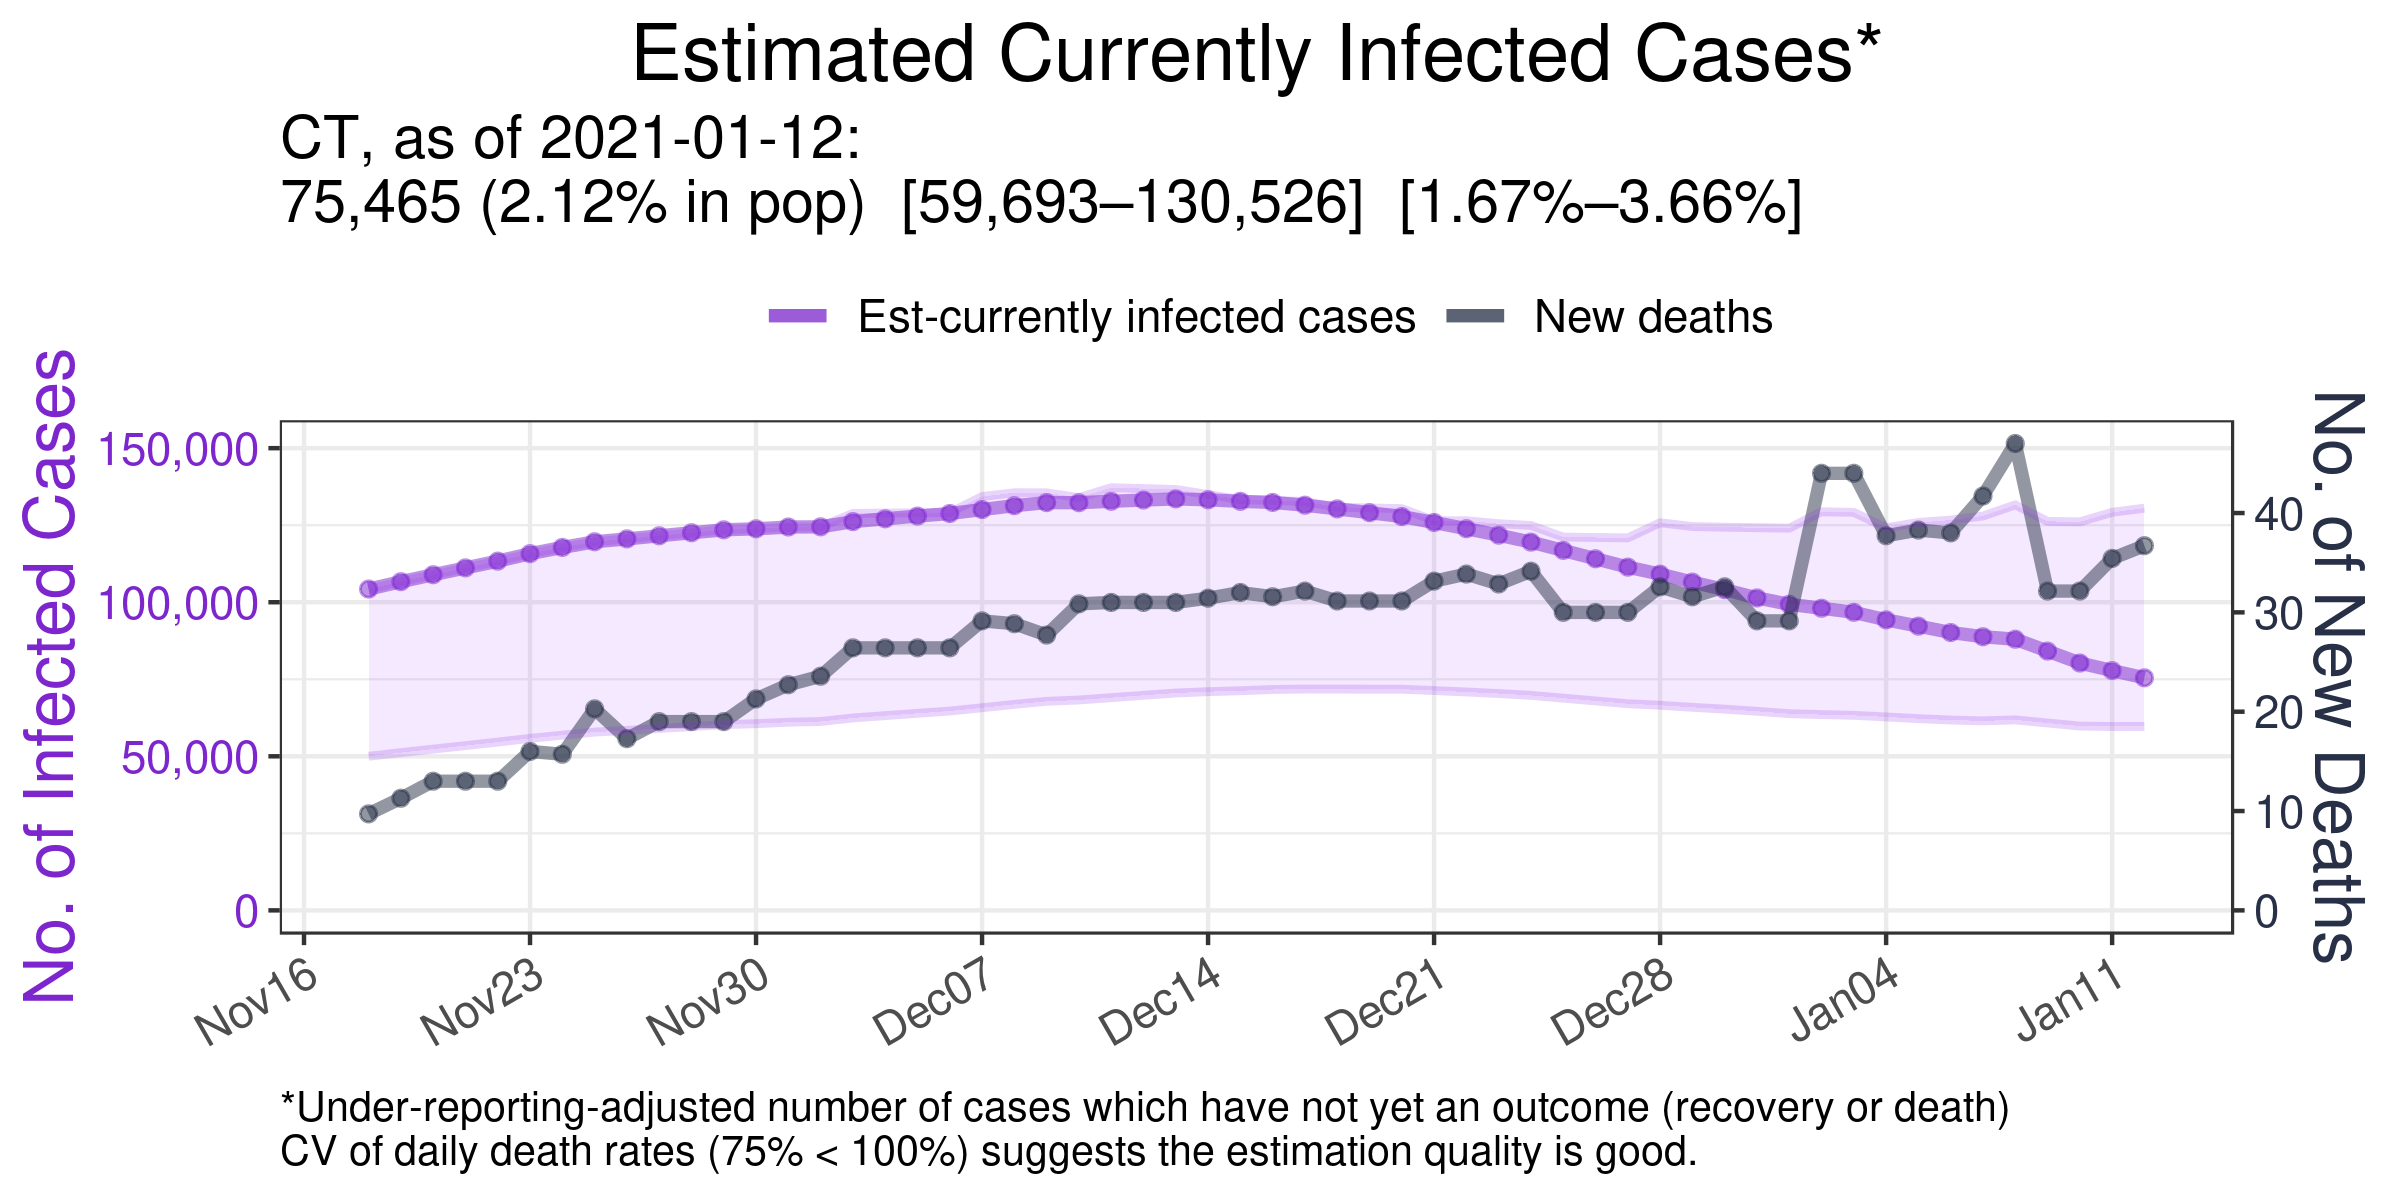 Estimated Currently Infected Cases*
CT, as of 2021-01-12:
75,465 (2.12% in pop)  [59,693–130,526]  [1.67%–3.66%]
Est-currently infected cases
New deaths
No. of Infected Cases
150,000
100,000
50,000
0
No. of New Deaths
40
30
20
10
0
Nov16
Nov23
Nov30
Dec07
Dec14
Dec21
Dec28
Jan04
Jan11
*Under-reporting-adjusted number of cases which have not yet an outcome (recovery or death)
CV of daily death rates (75% < 100%) suggests the estimation quality is good.